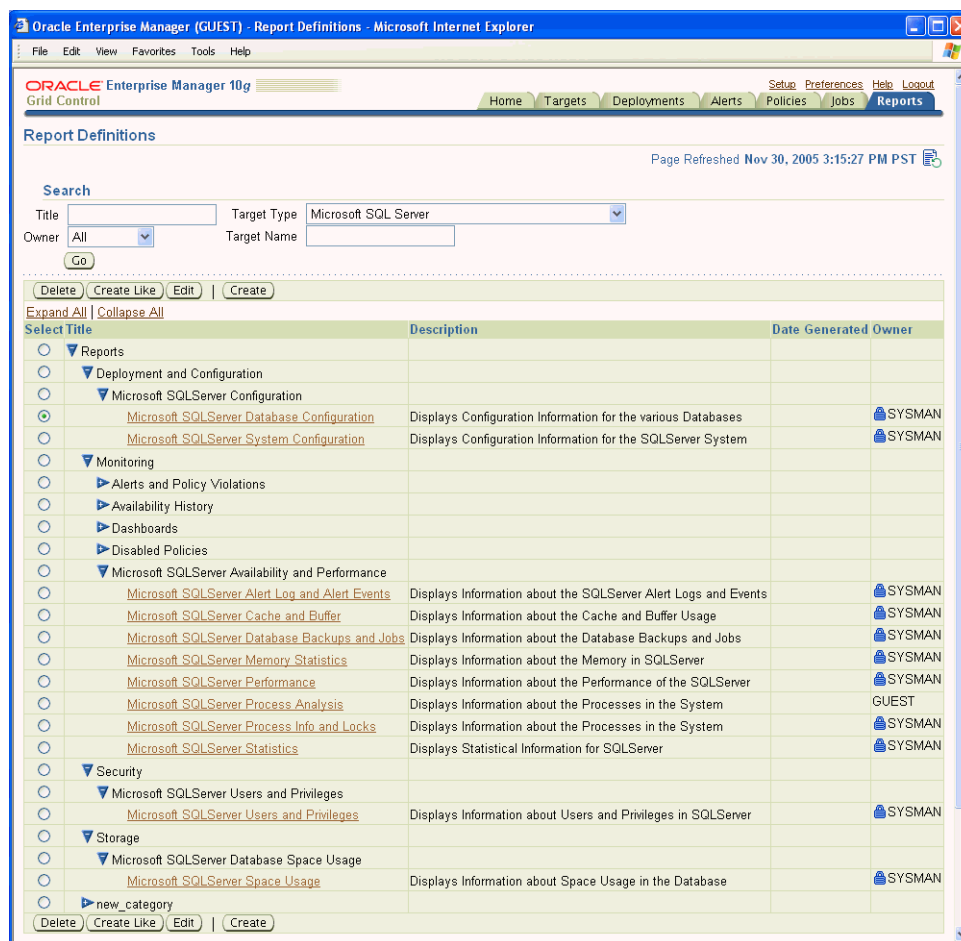 Oracle Enterprise Manager (GUEST) - Report Definitions - Microsoft Internet Explorer
File Edit View Favorites Tools Help
ORACLE Enterprise Manager 10g
Grid Control
Setup Preferences Help Logout
Home Targets Deployments Alerts Policies Jobs Reports
Report Definitions
Page Refreshed Nov 30, 2005 3:15:27 PM PST
Search
Title Target Type Microsoft SQL Server
Owner All Target Name
Go
Delete Create Like Edit | Create
Expand All | Collapse All
Select Title Description Date Generated Owner
Reports
Deployment and Configuration
Microsoft SQLServer Configuration
Microsoft SQLServer Database Configuration Displays Configuration Information for the various Databases SYSMAN
Microsoft SQLServer System Configuration Displays Configuration Information for the SQLServer System SYSMAN
Monitoring
Alerts and Policy Violations
Availability History
Dashboards
Disabled Policies
Microsoft SQLServer Availability and Performance
Microsoft SQLServer Alert Log and Alert Events Displays Information about the SQLServer Alert Logs and Events SYSMAN
Microsoft SQLServer Cache and Buffer Displays Information about the Cache and Buffer Usage SYSMAN
Microsoft SQLServer Database Backups and Jobs Displays Information about the Database Backups and Jobs SYSMAN
Microsoft SQLServer Memory Statistics Displays Information about the Memory in SQLServer SYSMAN
Microsoft SQLServer Performance Displays Information about the Performance of the SQLServer SYSMAN
Microsoft SQLServer Process Analysis Displays Information about the Processes in the System GUEST
Microsoft SQLServer Process Info and Locks Displays Information about the Processes in the System SYSMAN
Microsoft SQLServer Statistics Displays Statistical Information for SQLServer SYSMAN
Security
Microsoft SQLServer Users and Privileges
Microsoft SQLServer Users and Privileges Displays Information about Users and Privileges in SQLServer SYSMAN
Storage
Microsoft SQLServer Database Space Usage
Microsoft SQLServer Space Usage Displays Information about Space Usage in the Database SYSMAN
new_category
Delete Create Like Edit | Create